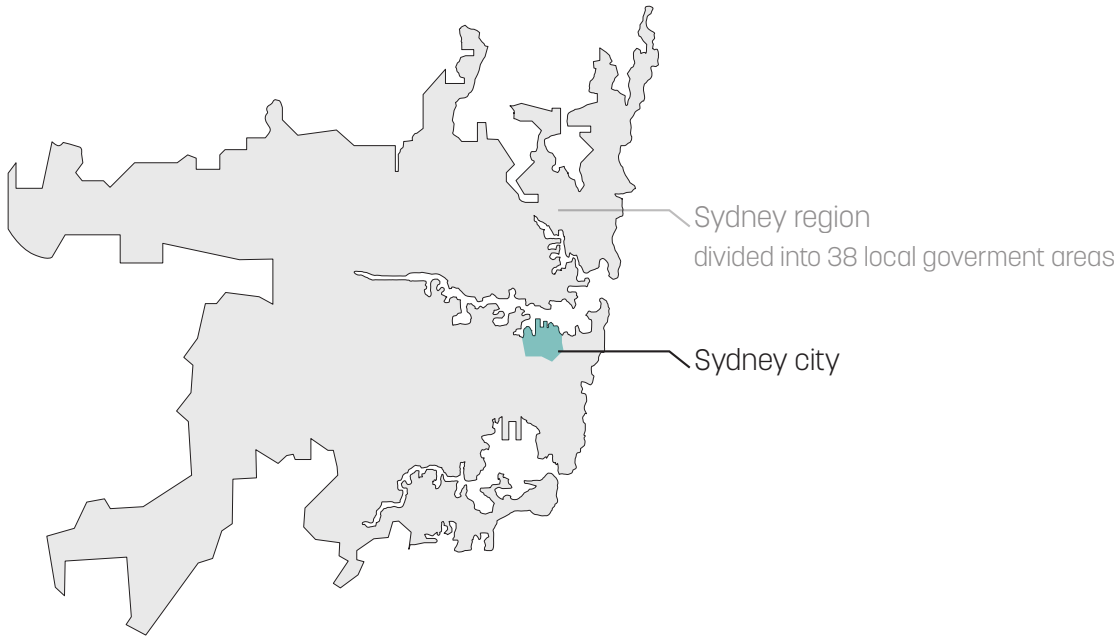 Sydney region
divided into 38 local goverment areas
Sydney city